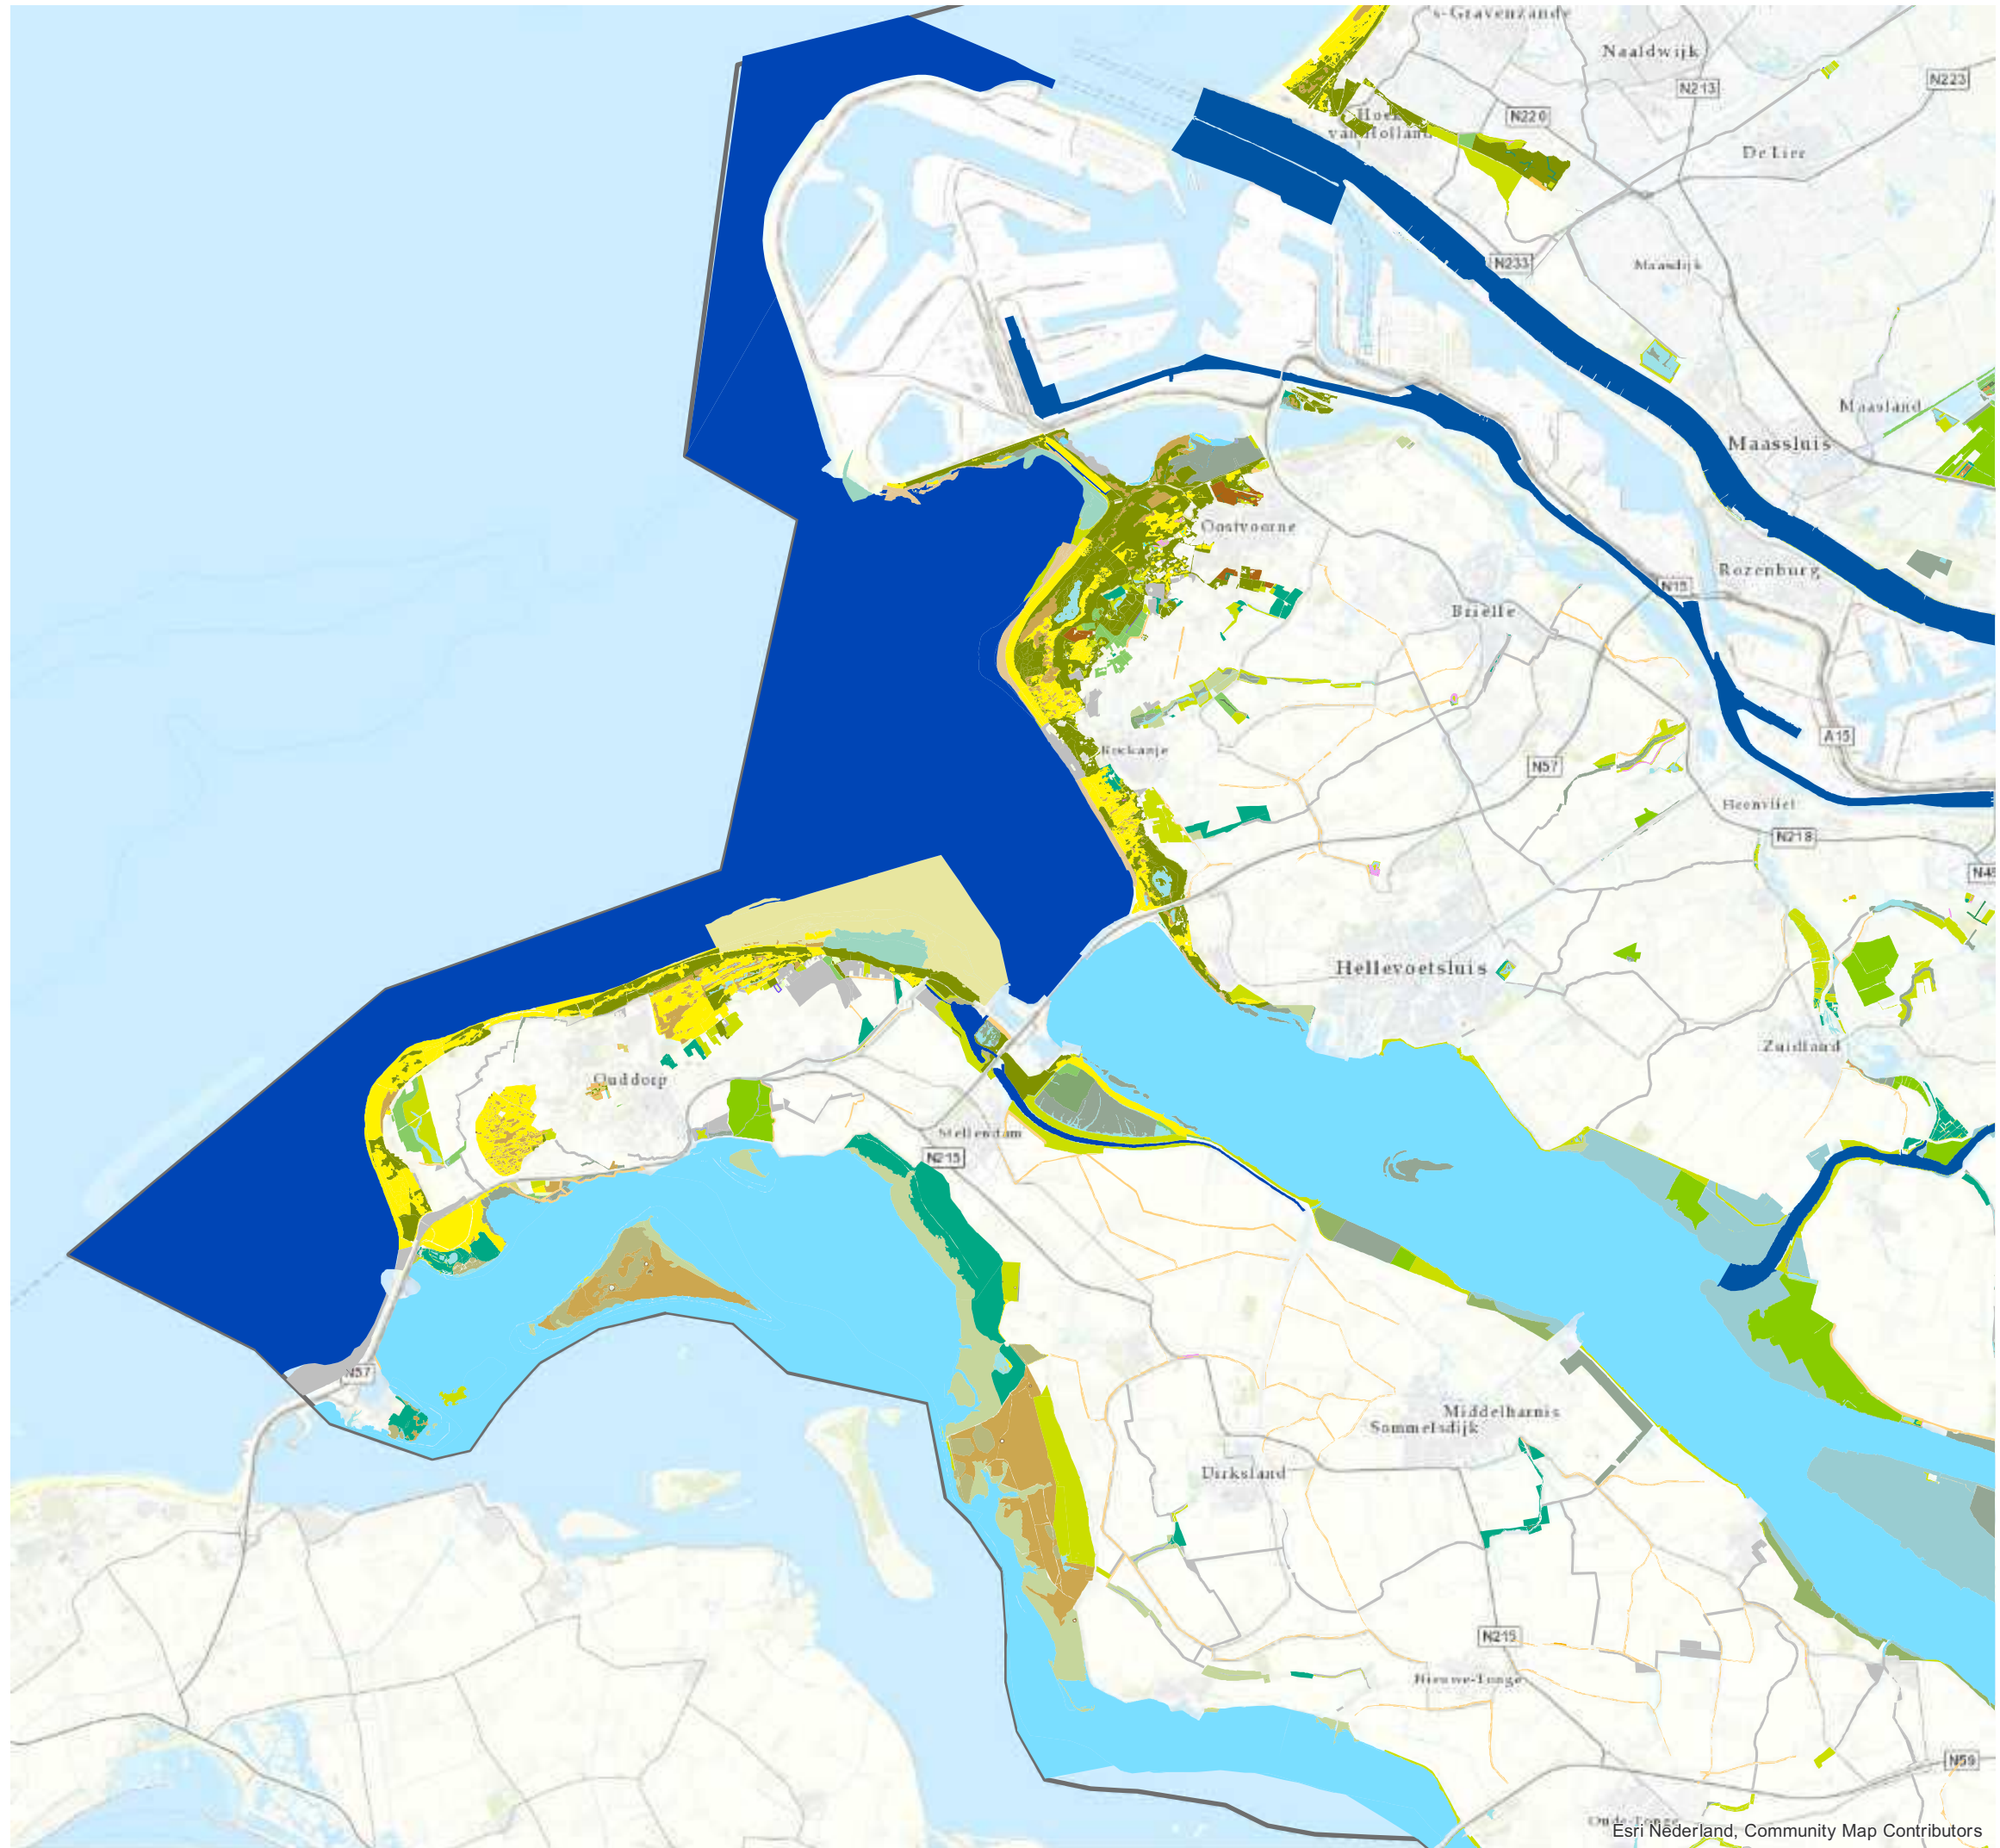 's-Gravenzande
Naaldwijk
N223
N213
Hoek
van Holland
N220
De Lier
N233
Maasdijk
Maasland
Maassluis
Oostvoorne
Rozenburg
N15
Brielle
Rockanje
A15
N57
Heenvliet
N218
Hellevoetsluis
Zuidland
Ouddorp
Stellendam
N215
N57
Middelharnis
Sommelsdijk
Dirksland
N215
Nieuwe-Tonge
N59
Oude-Tonge
Esri Nederland, Community Map Contributors